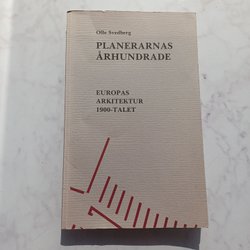 Olle Svedberg
PLANERARNAS
ÅRHUNDRADE
EUROPAS
ARKITEKTUR
1900-TALET